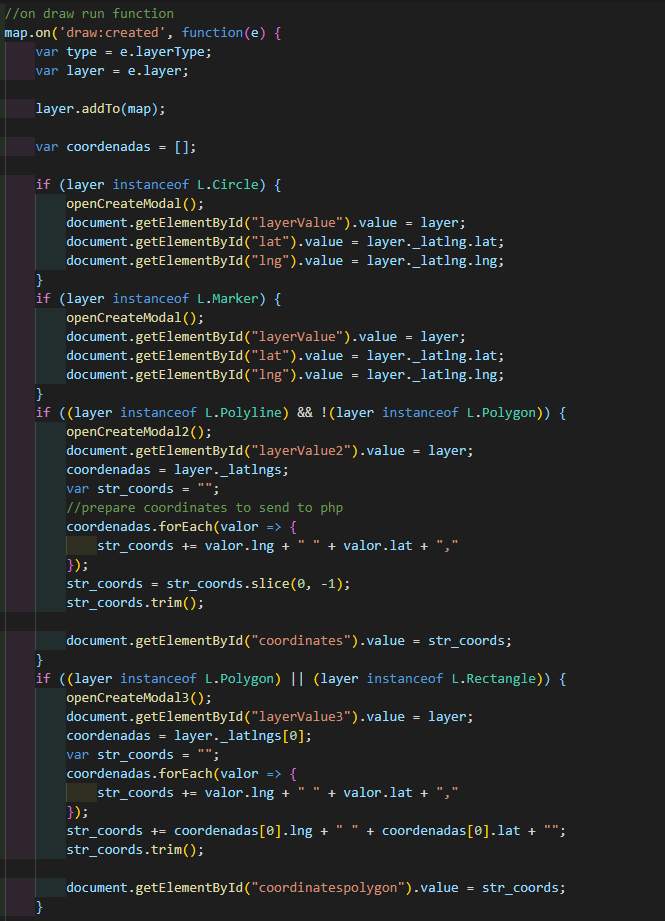 //on draw run function
map.on('draw:created', function(e) {
    var type = e.layerType;
    var layer = e.layer;

    layer.addTo(map);

    var coordenadas = [];

    if (layer instanceof L.Circle) {
        openCreateModal();
        document.getElementById("layerValue").value = layer;
        document.getElementById("lat").value = layer._latlng.lat;
        document.getElementById("lng").value = layer._latlng.lng;
    }
    if (layer instanceof L.Marker) {
        openCreateModal();
        document.getElementById("layerValue").value = layer;
        document.getElementById("lat").value = layer._latlng.lat;
        document.getElementById("lng").value = layer._latlng.lng;
    }
    if ((layer instanceof L.Polyline) && !(layer instanceof L.Polygon)) {
        openCreateModal2();
        document.getElementById("layerValue2").value = layer;
        coordenadas = layer._latlngs;
        var str_coords = "";
        //prepare coordinates to send to php
        coordenadas.forEach(valor => {
            str_coords += valor.lng + " " + valor.lat + ","
        });
        str_coords = str_coords.slice(0, -1);
        str_coords.trim();

        document.getElementById("coordinates").value = str_coords;
    }
    if ((layer instanceof L.Polygon) || (layer instanceof L.Rectangle)) {
        openCreateModal3();
        document.getElementById("layerValue3").value = layer;
        coordenadas = layer._latlngs[0];
        var str_coords = "";
        coordenadas.forEach(valor => {
            str_coords += valor.lng + " " + valor.lat + ","
        });
        str_coords += coordenadas[0].lng + " " + coordenadas[0].lat + "";
        str_coords.trim();

        document.getElementById("coordinatespolygon").value = str_coords;
    }